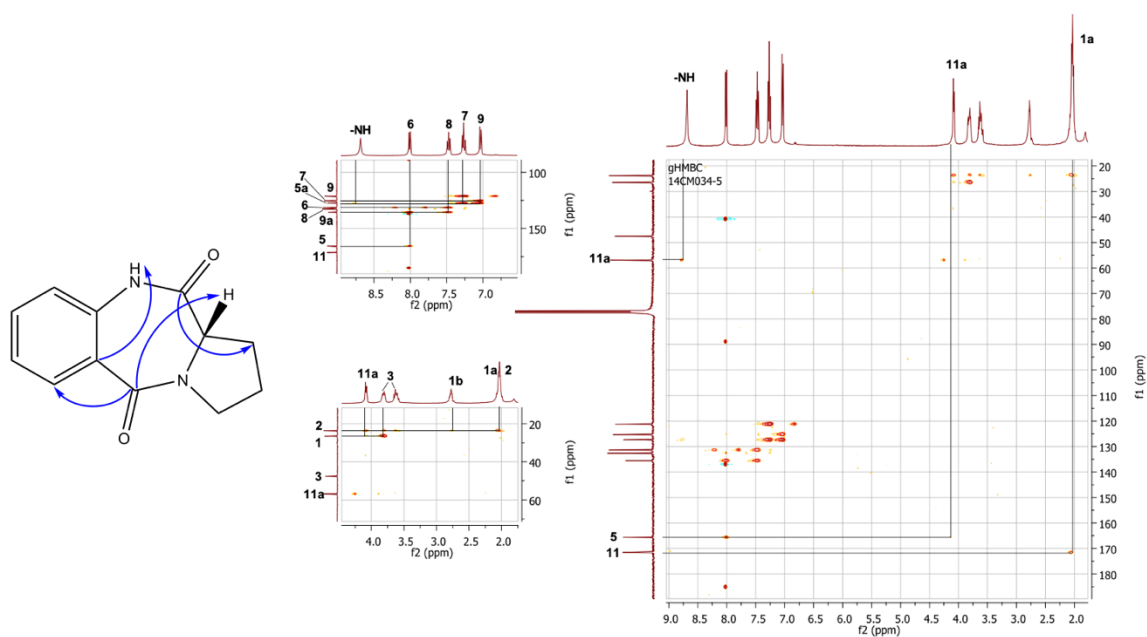 H
N
O
H
N
O
-NH
6
8
7
9
7
5a
6
8
9
9a
5
11
100
150
f1 (ppm)
8.5 8.0 7.5 7.0
f2 (ppm)
11a 3 1b 1a 2
2
1
3
11a
20
40
60
f1 (ppm)
4.0 3.5 3.0 2.5 2.0
f2 (ppm)
-NH
11a
1a
gHMBC
14CM034-5
11a
5
11
20
30
40
50
60
70
80
90
100
110
120
130
140
150
160
170
180
f1 (ppm)
9.0 8.5 8.0 7.5 7.0 6.5 6.0 5.5 5.0 4.5 4.0 3.5 3.0 2.5 2.0
f2 (ppm)